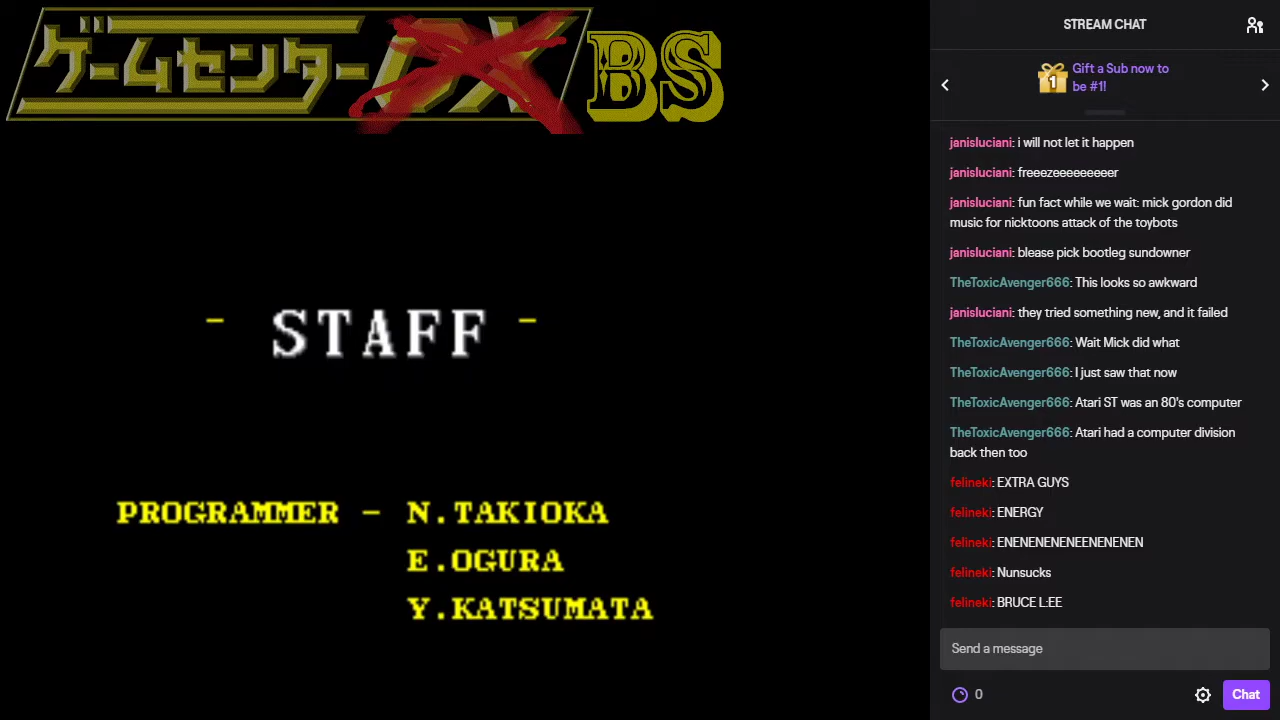 ゲームセンターCX BS
- STAFF -
PROGRAMMER - N.TAKIOKA
E.OGURA
Y.KATSUMATA
STREAM CHAT
1
Gift a Sub now to
be #1!
janisluciani: i will not let it happen
janisluciani: freeezeeeeeeeer
janisluciani: fun fact while we wait: mick gordon did
music for nicktoons attack of the toybots
janisluciani: blease pick bootleg sundowner
TheToxicAvenger666: This looks so awkward
janisluciani: they tried something new, and it failed
TheToxicAvenger666: Wait Mick did what
TheToxicAvenger666: I just saw that now
TheToxicAvenger666: Atari ST was an 80's computer
TheToxicAvenger666: Atari had a computer division
back then too
felineki: EXTRA GUYS
felineki: ENERGY
felineki: ENENENENENEENENENEN
felineki: Nunsucks
felineki: BRUCE L:EE
Send a message
0
Chat